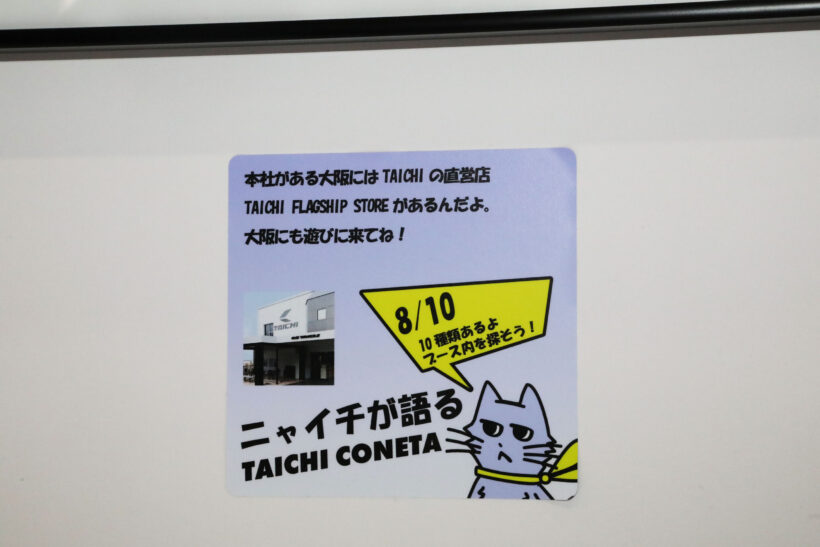 本社がある大阪には TAICHI の直営店
TAICHI FLAGSHIP STORE があるんだよ。
大阪にも遊びに来てね!
8/10
10種類あるよ
ブース内を探そう!
TAICHI
ニャイチが語る
TAICHI CONETA